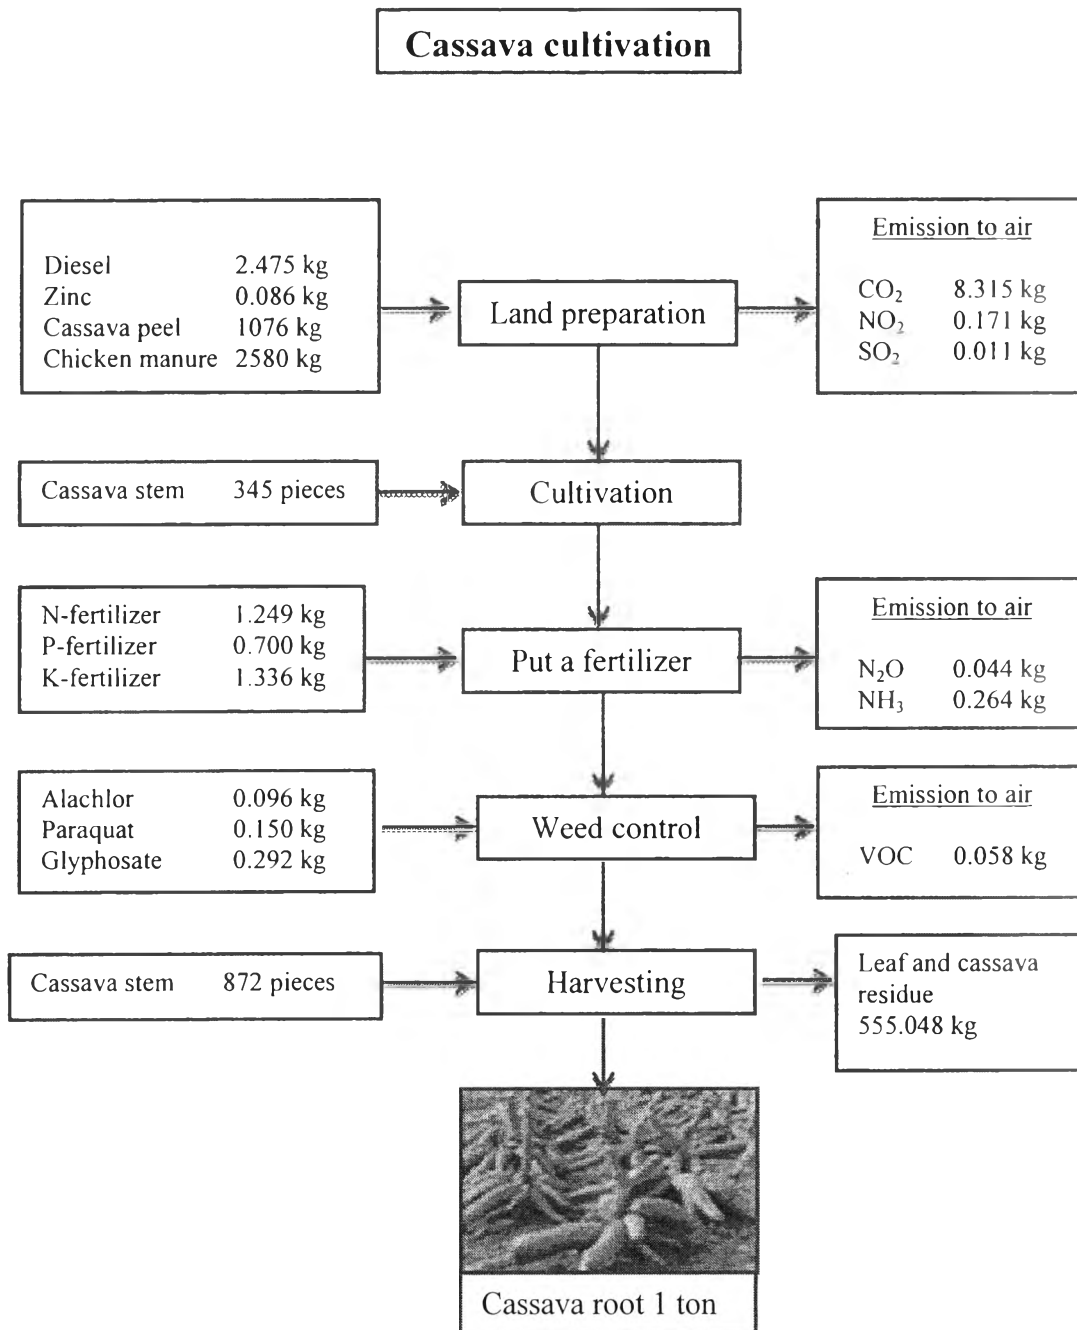 Cassava cultivation
Diesel 2.475 kg
Zinc 0.086 kg
Cassava peel 1076 kg
Chicken manure 2580 kg
Land preparation
Emission to air
CO₂ 8.315 kg
NO₂ 0.171 kg
SO₂ 0.011 kg
Cassava stem 345 pieces
Cultivation
N-fertilizer 1.249 kg
P-fertilizer 0.700 kg
K-fertilizer 1.336 kg
Put a fertilizer
Emission to air
N₂O 0.044 kg
NH₃ 0.264 kg
Alachlor 0.096 kg
Paraquat 0.150 kg
Glyphosate 0.292 kg
Weed control
Emission to air
VOC 0.058 kg
Cassava stem 872 pieces
Harvesting
Leaf and cassava
residue
555.048 kg
Cassava root 1 ton